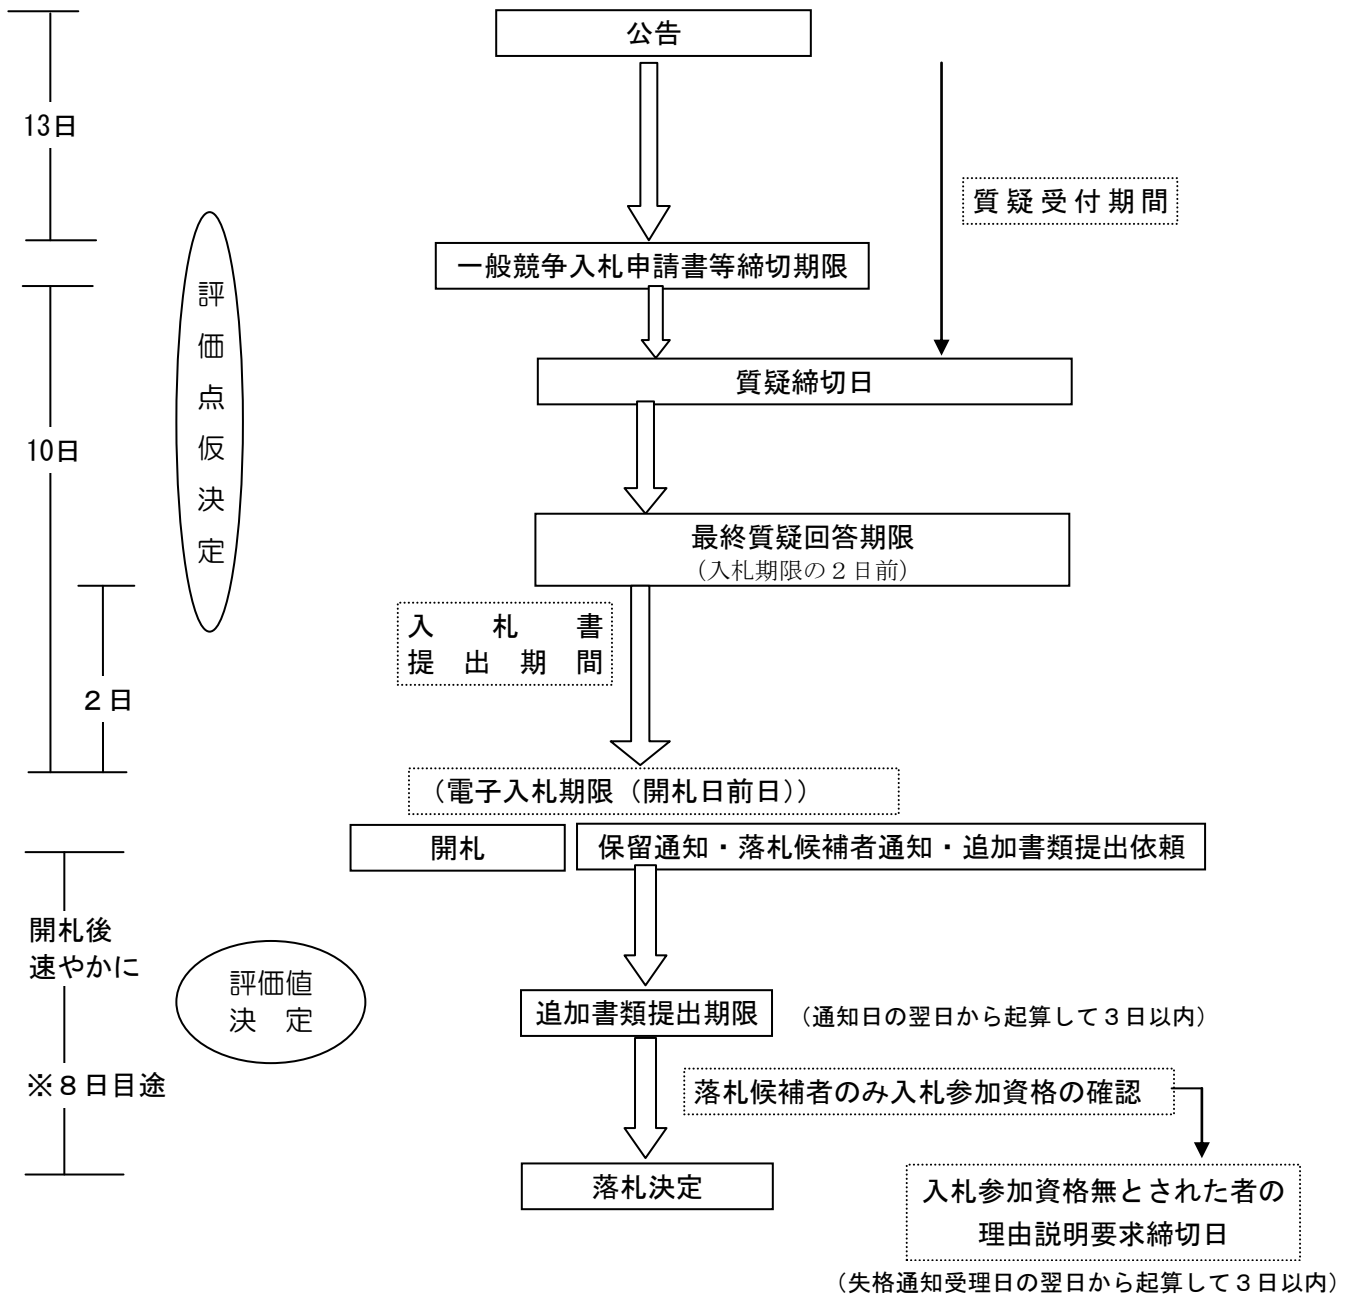 公告
13日
質疑受付期間
一般競争入札申請書等締切期限
評価点仮決定
質疑締切日
10日
最終質疑回答期限
（入札期限の２日前）
入札書
提出期間
２日
（電子入札期限（開札日前日））
開札
保留通知・落札候補者通知・追加書類提出依頼
開札後
速やかに
評価値
決　定
追加書類提出期限
（通知日の翌日から起算して３日以内）
※８日目途
落札候補者のみ入札参加資格の確認
落札決定
入札参加資格無とされた者の
理由説明要求締切日
（失格通知受理日の翌日から起算して３日以内）